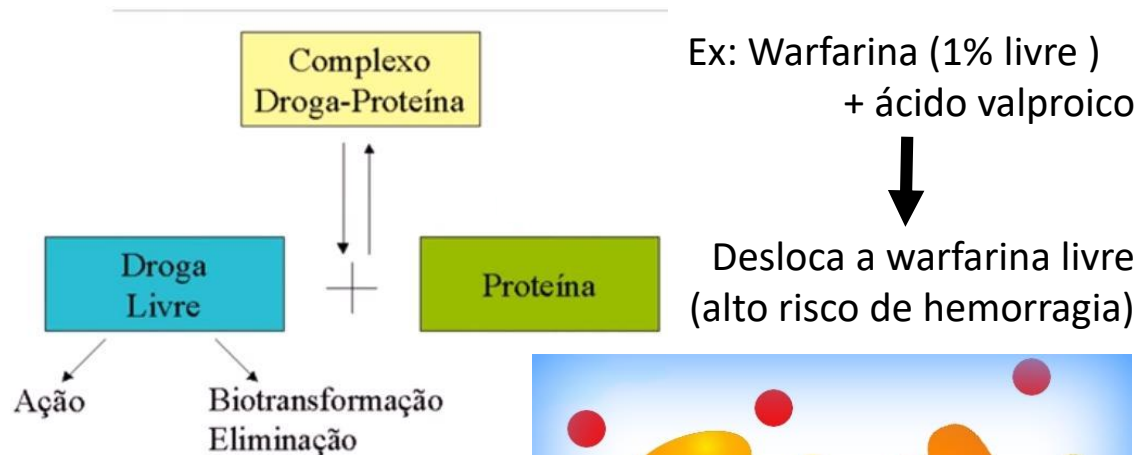 Complexo
Droga-Proteína
Droga
Livre
Proteína
Ação
Biotransformação
Eliminação
Ex: Warfarina (1% livre )
+ ácido valproico
Desloca a warfarina livre
(alto risco de hemorragia)